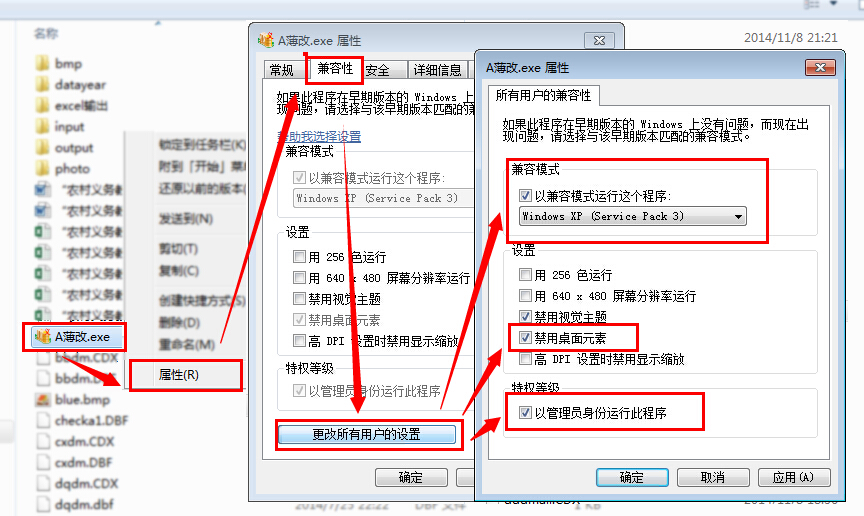 名称
2014/11/8 21:21
bmp
datayear
excel输出
input
output
photo
"农村义务
"农村义务
"农村义务
"农村义务
"农村义务
"农村义务
"农村义务
A薄改.exe
bbdm.CDX
bbdm.
blue.bmp
checka1.DBF
cxdm.CDX
cxdm.DBF
dqdm.CDX
dqdm.dbf
锁定到任务栏(K)
附到「开始」菜
还原以前的版本(
发送到(N)
剪切(T)
复制(C)
创建快捷方式(S)
删除(D)
重命名(M)
属性(R)
A薄改.exe 属性
常规
兼容性
安全
详细信息
如果此程序在早期版本的 Windows 上
现问题，请选择与该早期版本匹配的兼
帮助我选择设置
兼容模式
以兼容模式运行这个程序:
Windows XP (Service Pack 3)
设置
用 256 色运行
用 640 x 480 屏幕分辨率运行
禁用视觉主题
禁用桌面元素
高 DPI 设置时禁用显示缩放
特权等级
以管理员身份运行此程序
更改所有用户的设置
确定
A薄改.exe 属性
所有用户的兼容性
如果此程序在早期版本的 Windows 上没有问题，而现在出
现问题，请选择与该早期版本匹配的兼容模式。
兼容模式
以兼容模式运行这个程序:
Windows XP (Service Pack 3)
设置
用 256 色运行
用 640 x 480 屏幕分辨率运行
禁用视觉主题
禁用桌面元素
高 DPI 设置时禁用显示缩放
特权等级
以管理员身份运行此程序
确定
取消
应用(A)